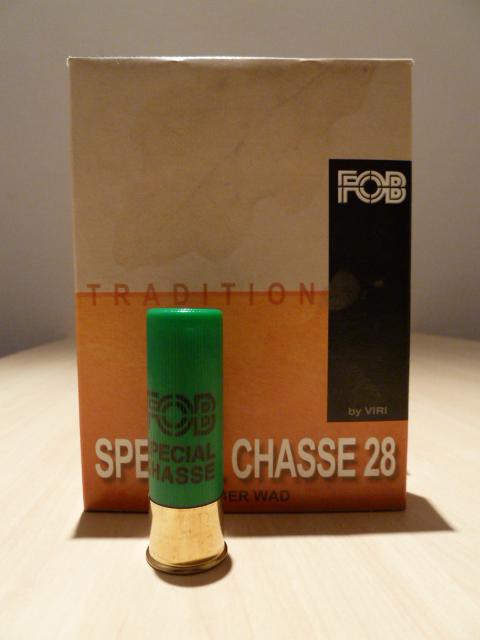 FOB
TRADITION
by VIRI
SPE L CHASSE 28
BER WAD
FOB
SPECIAL
CHASSE